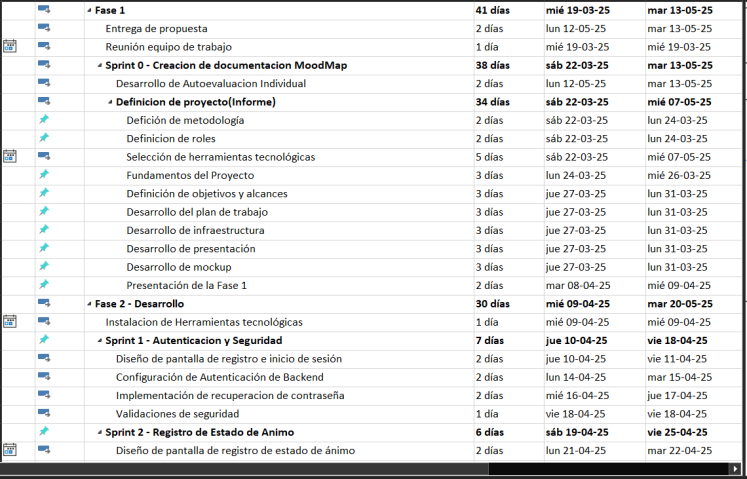 Fase 1 41 días mié 19-03-25 mar 13-05-25
Entrega de propuesta 2 días lun 12-05-25 mar 13-05-25
Reunión equipo de trabajo 1 día mié 19-03-25 mié 19-03-25
Sprint 0 - Creacion de documentacion MoodMap 38 días sáb 22-03-25 mar 13-05-25
Desarrollo de Autoevaluacion Individual 2 días lun 12-05-25 mar 13-05-25
Definicion de proyecto(Informe) 34 días sáb 22-03-25 mié 07-05-25
Defición de metodología 2 días sáb 22-03-25 lun 24-03-25
Definicion de roles 2 días sáb 22-03-25 lun 24-03-25
Selección de herramientas tecnológicas 5 días sáb 22-03-25 mié 07-05-25
Fundamentos del Proyecto 3 días lun 24-03-25 mié 26-03-25
Definición de objetivos y alcances 3 días jue 27-03-25 lun 31-03-25
Desarrollo del plan de trabajo 3 días jue 27-03-25 lun 31-03-25
Desarrollo de infraestructura 3 días jue 27-03-25 lun 31-03-25
Desarrollo de presentación 3 días jue 27-03-25 lun 31-03-25
Desarrollo de mockup 3 días jue 27-03-25 lun 31-03-25
Presentación de la Fase 1 2 días mar 08-04-25 mié 09-04-25
Fase 2 - Desarrollo 30 días mié 09-04-25 mar 20-05-25
Instalacion de Herramientas tecnológicas 1 día mié 09-04-25 mié 09-04-25
Sprint 1 - Autenticacion y Seguridad 7 días jue 10-04-25 vie 18-04-25
Diseño de pantalla de registro e inicio de sesión 2 días jue 10-04-25 vie 11-04-25
Configuración de Autenticación de Backend 2 días lun 14-04-25 mar 15-04-25
Implementación de recuperacion de contraseña 2 días mié 16-04-25 jue 17-04-25
Validaciones de seguridad 1 día vie 18-04-25 vie 18-04-25
Sprint 2 - Registro de Estado de Animo 6 días sáb 19-04-25 vie 25-04-25
Diseño de pantalla de registro de estado de ánimo 2 días lun 21-04-25 mar 22-04-25